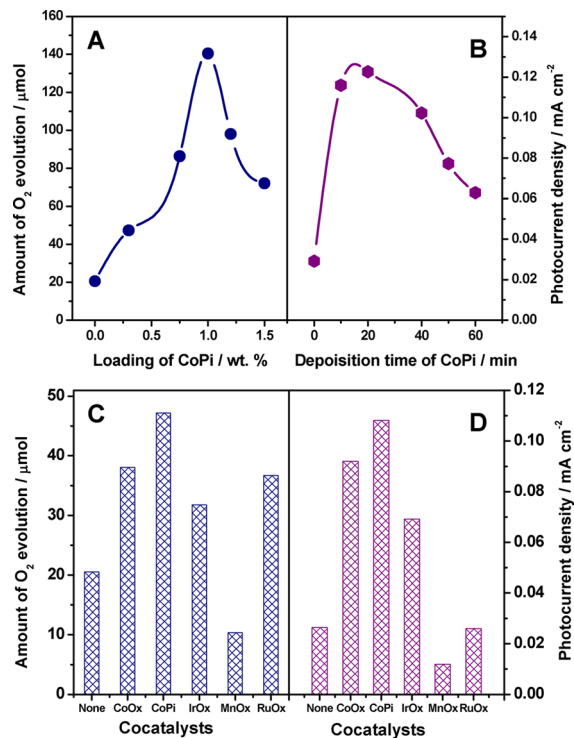 A
B
160
140
120
100
80
60
40
20
0
Amount of O₂ evolution / μmol
0.0 0.5 1.0 1.5
Loading of CoPi / wt. %
0 20 40 60
Depoisition time of CoPi / min
0.14
0.12
0.10
0.08
0.06
0.04
0.02
0.00
Photocurrent density / mA cm⁻²
C
D
50
40
30
20
10
0
Amount of O₂ evolution / μmol
None CoOx CoPi IrOx MnOx RuOx
Cocatalysts
None CoOx CoPi IrOx MnOx RuOx
Cocatalysts
0.12
0.10
0.08
0.06
0.04
0.02
0.00
Photocurrent density / mA cm⁻²